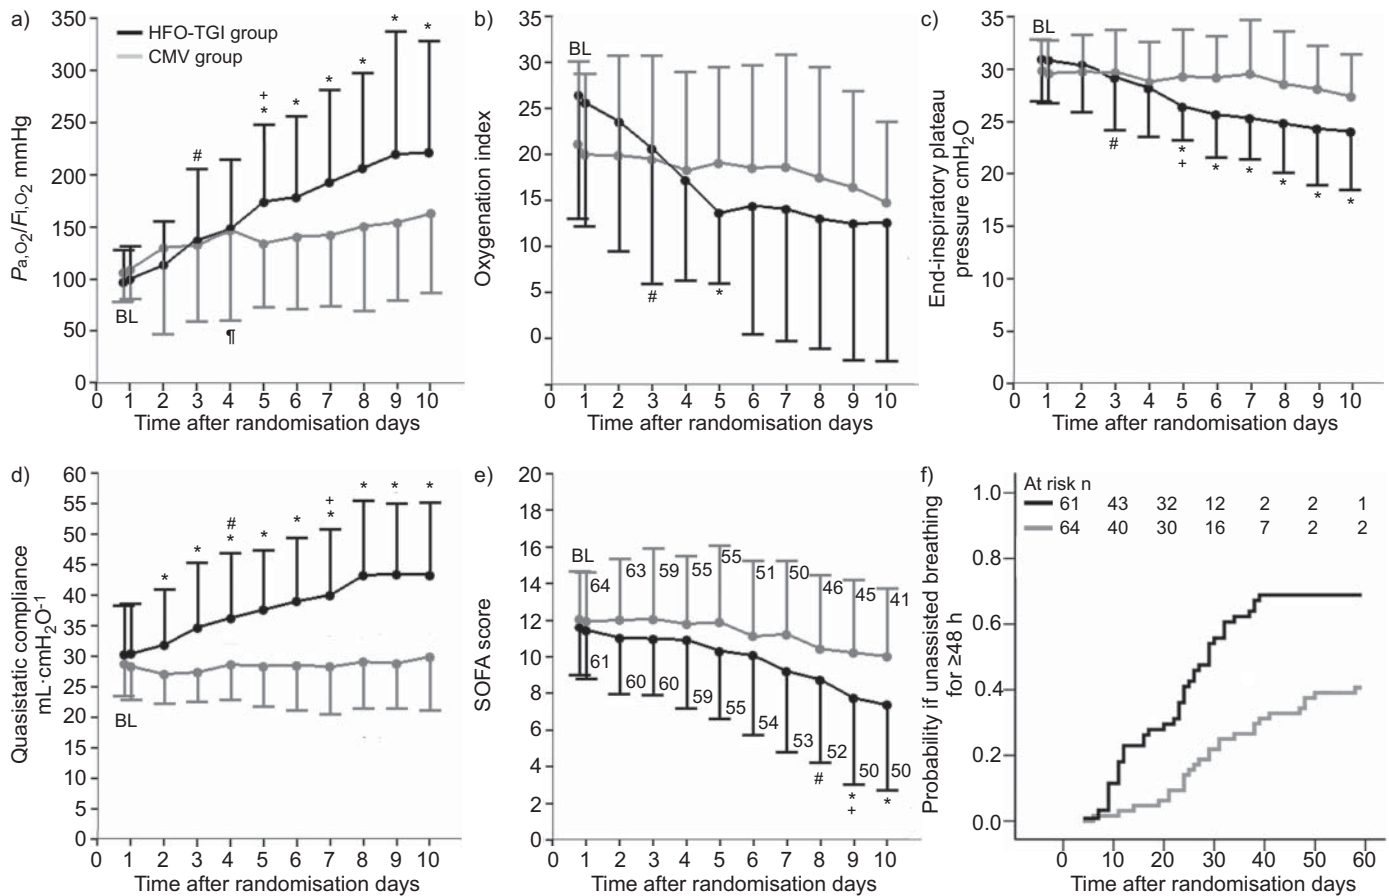 a)
350
300
250
200
150
100
50
0
Pa,O2/FI,O2 mmHg
HFO-TGI group
CMV group
BL
#
¶
+
*
*
*
*
*
*
0 1 2 3 4 5 6 7 8 9 10
Time after randomisation days
b)
35
30
25
20
15
10
5
0
Oxygenation index
BL
#
*
0 1 2 3 4 5 6 7 8 9 10
Time after randomisation days
c)
35
30
25
20
15
10
5
0
End-inspiratory plateau
pressure cmH2O
BL
#
*
+
*
*
*
*
*
0 1 2 3 4 5 6 7 8 9 10
Time after randomisation days
d)
60
55
50
45
40
35
30
25
20
15
10
5
0
Quasistatic compliance
mL·cmH2O-1
BL
*
*
#
*
*
*
+
*
*
*
*
0 1 2 3 4 5 6 7 8 9 10
Time after randomisation days
e)
20
18
16
14
12
10
8
6
4
2
0
SOFA score
BL
64 63 59 55 55 51 50 46 45 41
61 60 60 59 55 54 53 52 50 50
#
*
+
*
0 1 2 3 4 5 6 7 8 9 10
Time after randomisation days
f)
1.0
0.8
0.6
0.4
0.2
0.0
Probability if unassisted breathing
for ≥48 h
At risk n
61 43 32 12 2 2 1
64 40 30 16 7 2 2
0 10 20 30 40 50 60
Time after randomisation days